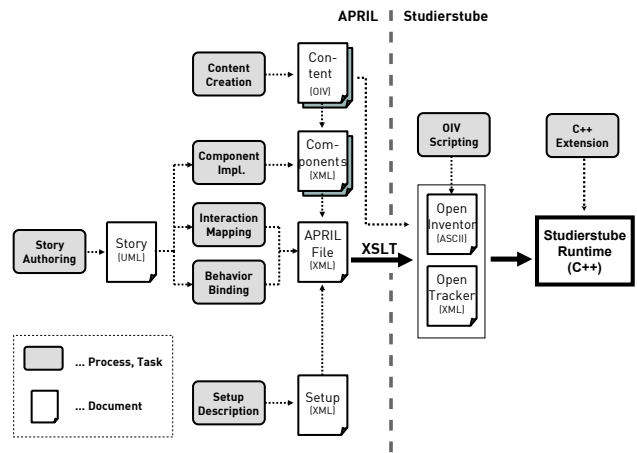 APRIL
Studierstube
Content
Creation
Con-
tent
(OIV)
OIV
Scripting
C++
Extension
Component
Impl.
Com-
ponents
(XML)
Interaction
Mapping
Story
Authoring
Story
(UML)
APRIL
File
(XML)
XSLT
Behavior
Binding
Open
Inventor
(ASCII)
Open
Tracker
(XML)
Studierstube
Runtime
(C++)
... Process, Task
... Document
Setup
Description
Setup
(XML)